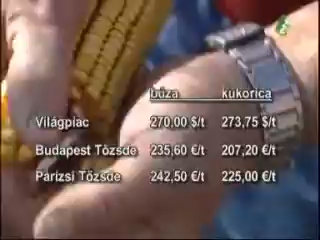 búza kukorica
Világpiac 270,00 $/t 273,75 $/t
Budapest Tőzsde 235,60 €/t 207,20 €/t
Párizsi Tőzsde 242,50 €/t 225,00 €/t